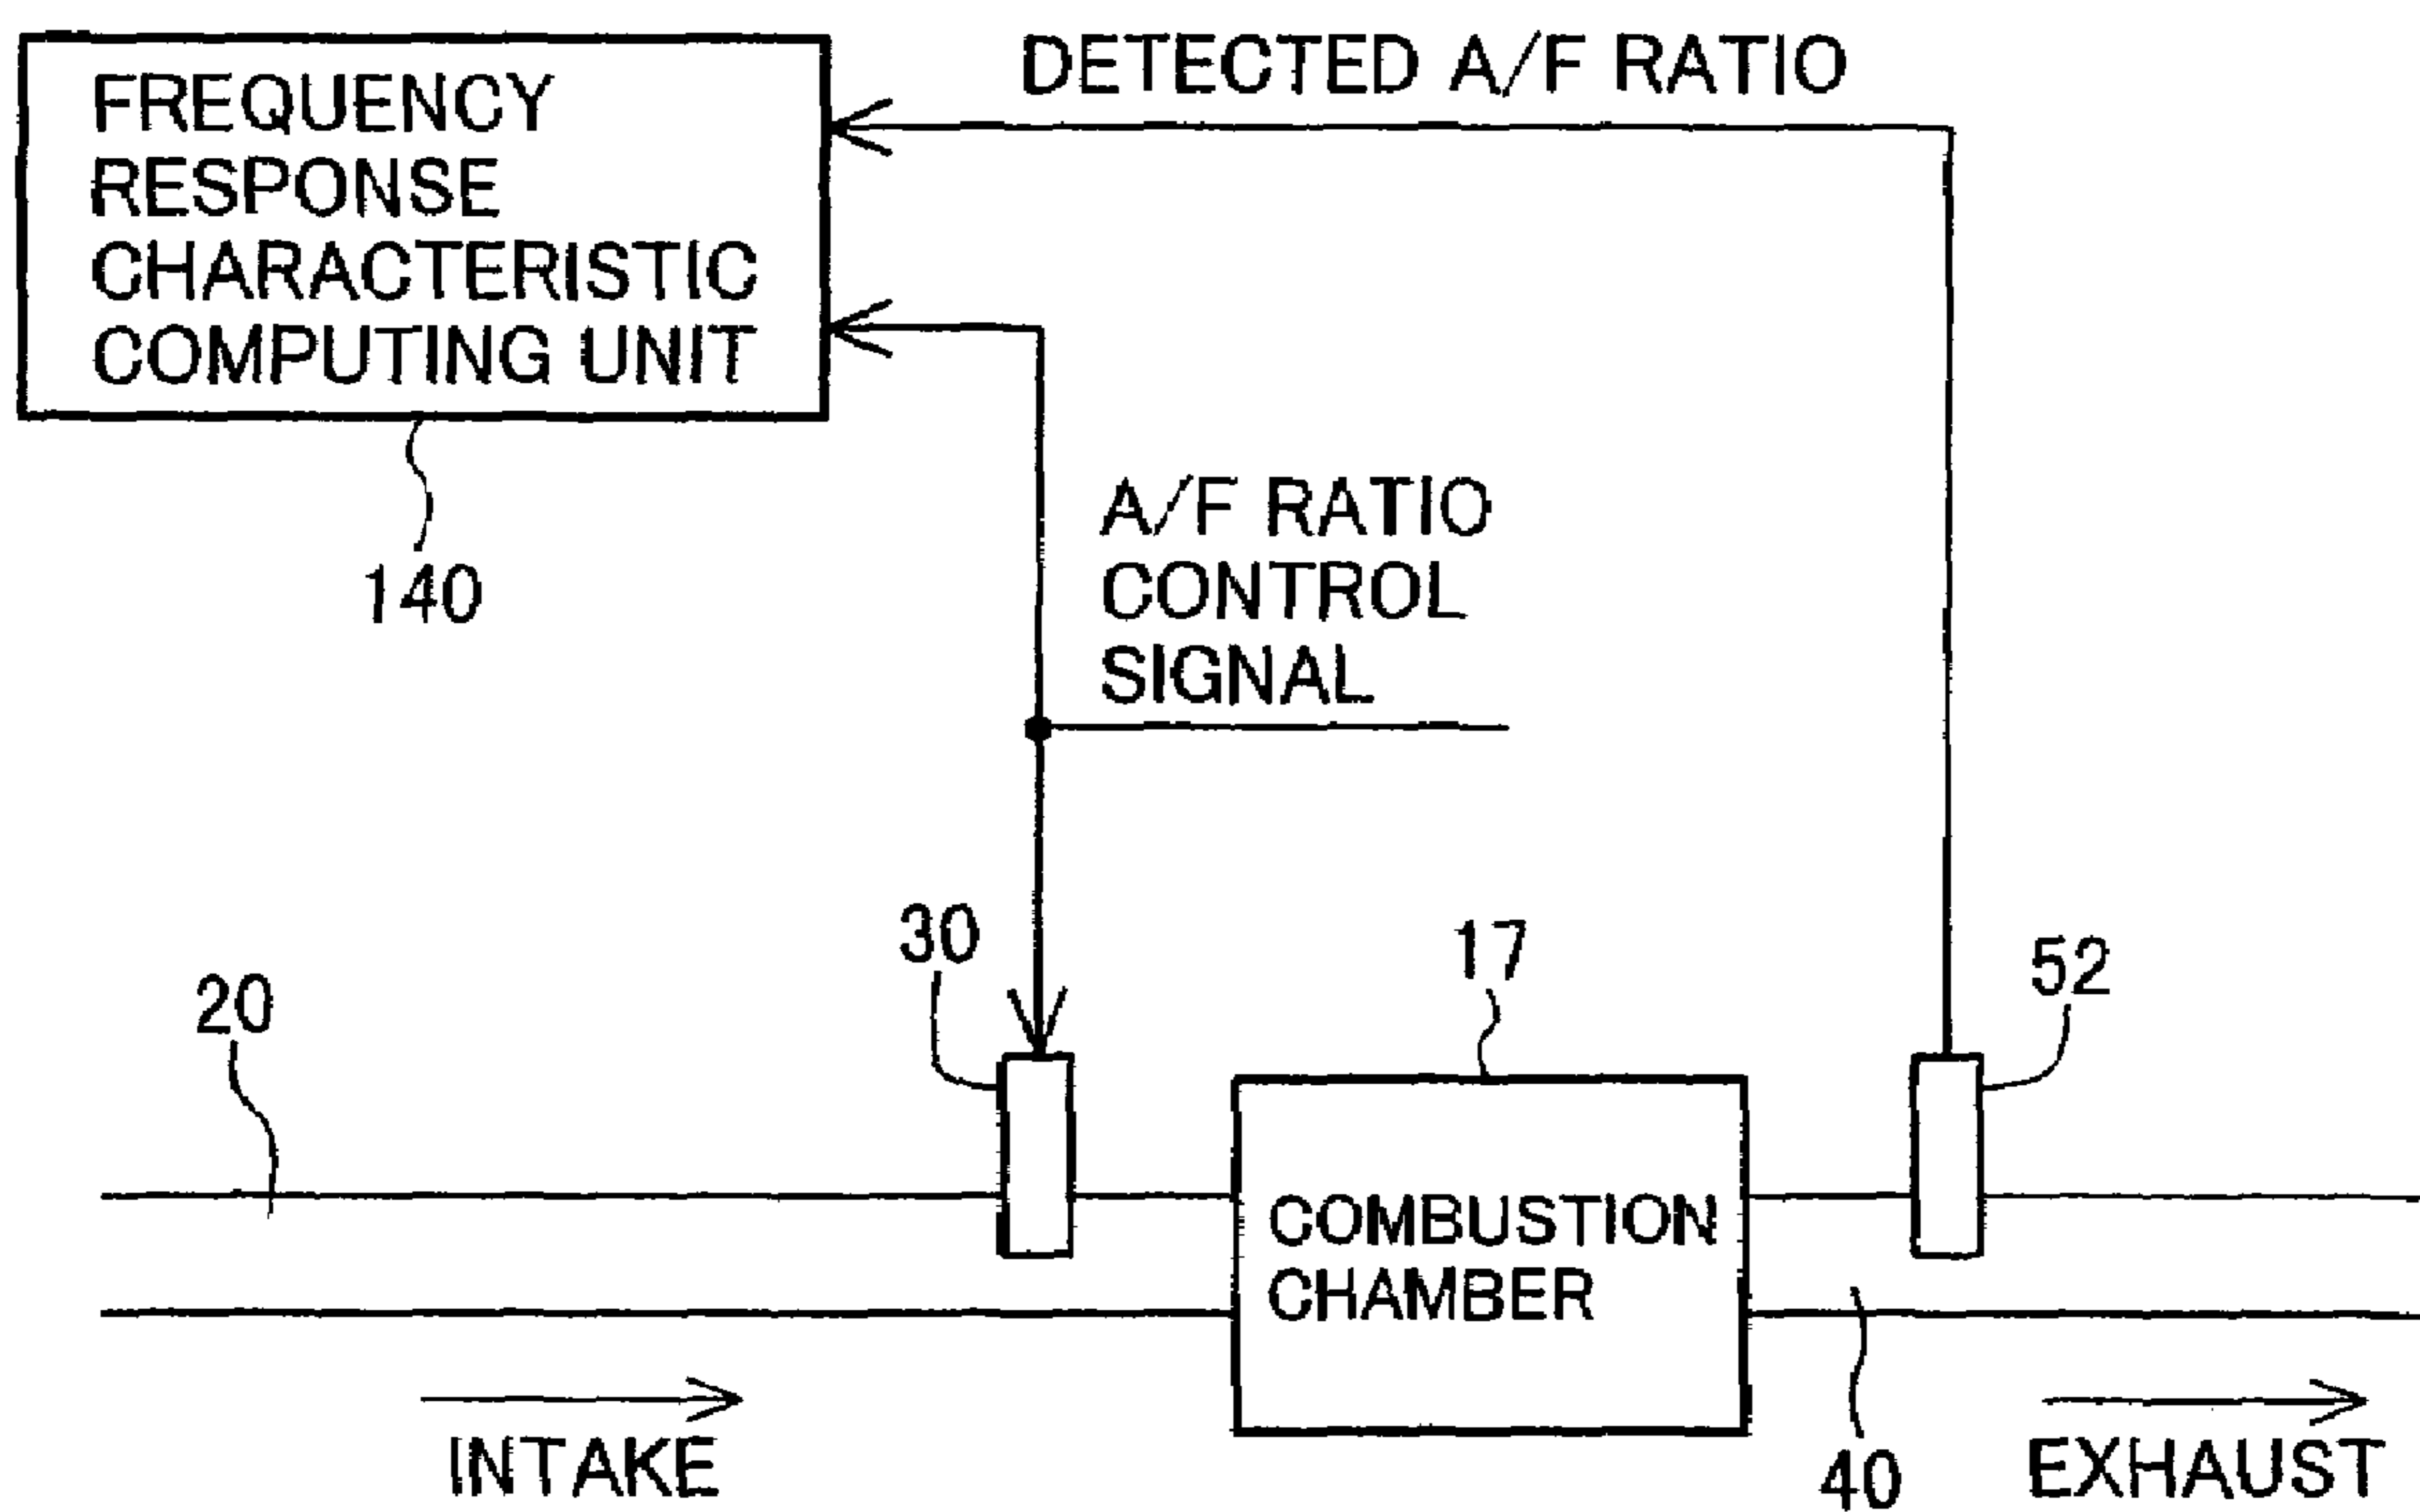 DETECTED A/F RATIO
FREQUENCY
RESPONSE
CHARACTERISTIC
COMPUTING UNIT
140
A/F RATIO
CONTROL
SIGNAL
30
17
52
20
COMBUSTION
CHAMBER
INTAKE
40
EXHAUST